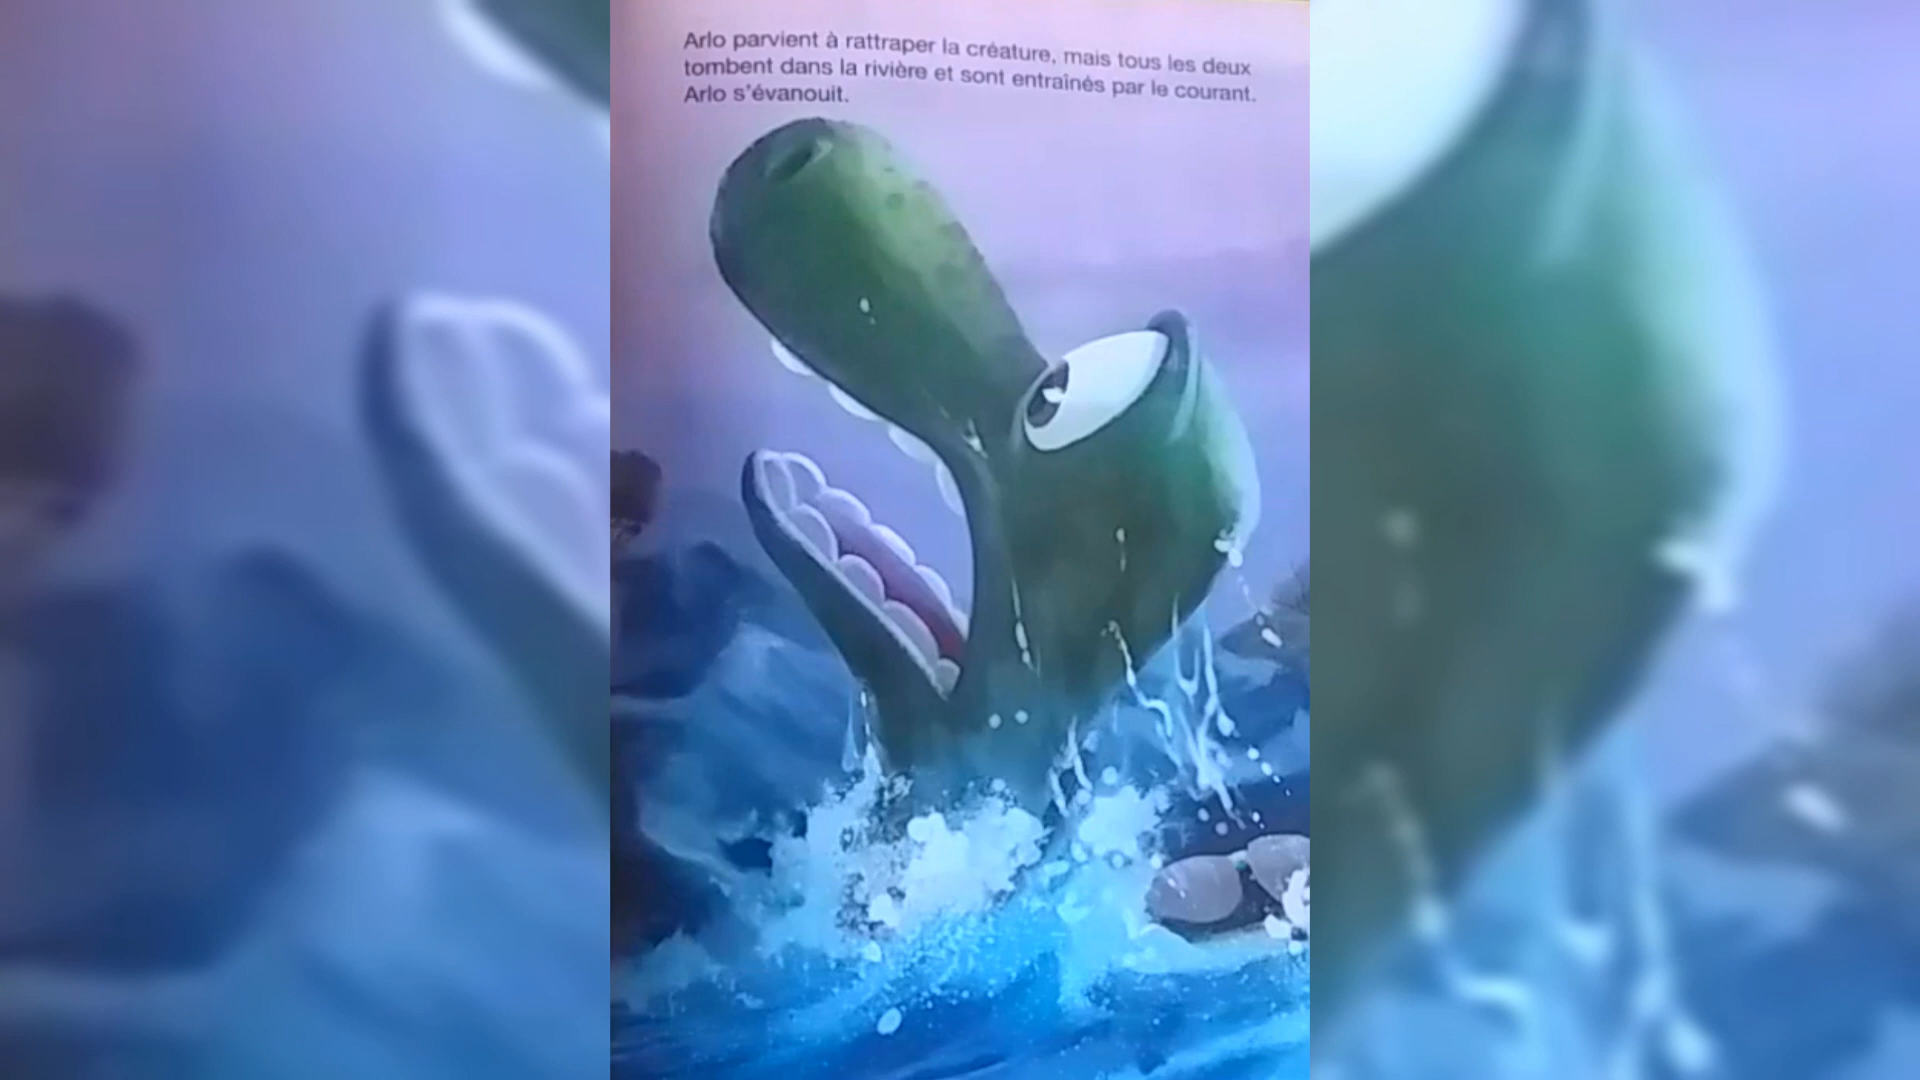 Arlo parvient à rattraper la créature, mais tous les deux
tombent dans la rivière et sont entraînés par le courant.
Arlo s'évanouit.